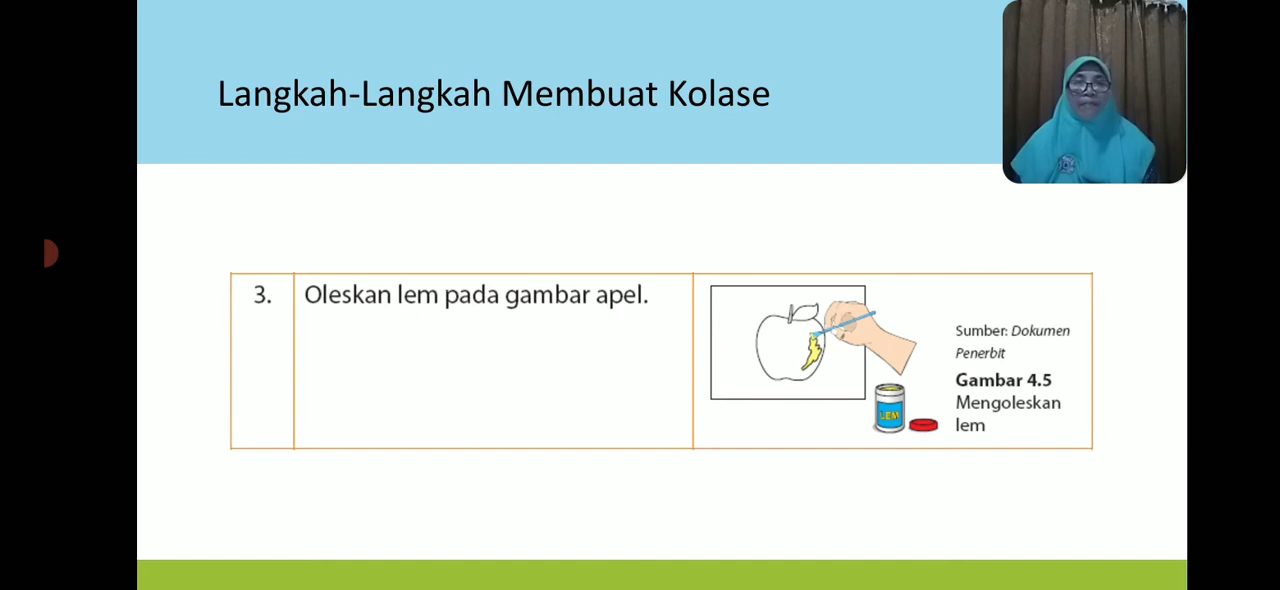 Langkah-Langkah Membuat Kolase
3.
Oleskan lem pada gambar apel.
LEM
Sumber: Dokumen
Penerbit
Gambar 4.5
Mengoleskan
lem